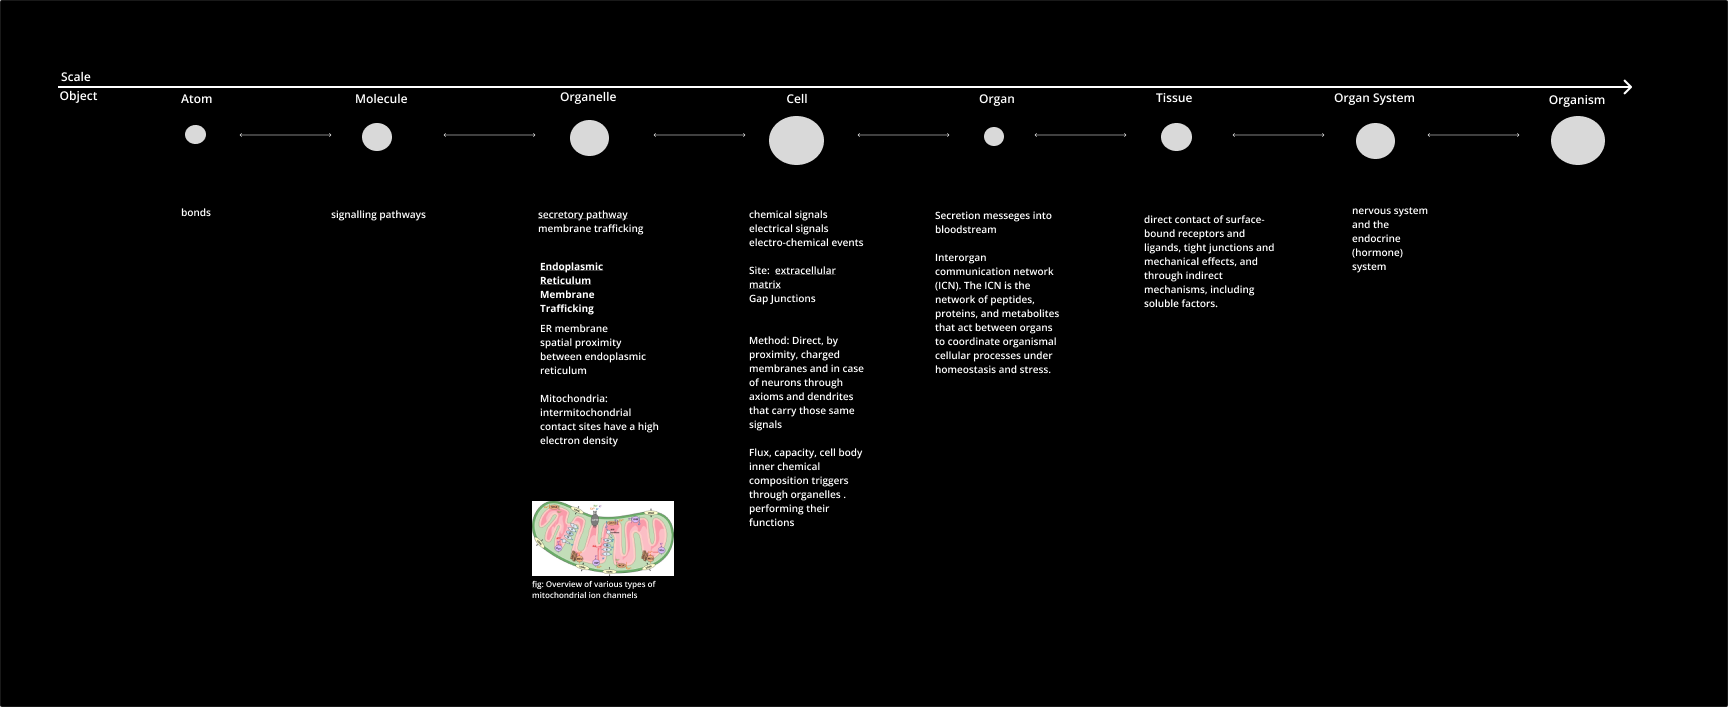 Scale
Object
Atom
Molecule
Organelle
Cell
Organ
Tissue
Organ System
Organism
bonds
signalling pathways
secretory pathway
membrane trafficking
Endoplasmic
Reticulum
Membrane
Trafficking
ER membrane
spatial proximity
between endoplasmic
reticulum
Mitochondria:
intermitochondrial
contact sites have a high
electron density
fig: Overview of various types of
mitochondrial ion channels
chemical signals
electrical signals
electro-chemical events
Site: extracellular
matrix
Gap Junctions
Method: Direct, by
proximity, charged
membranes and in case
of neurons through
axioms and dendrites
that carry those same
signals
Flux, capacity, cell body
inner chemical
composition triggers
through organelles .
performing their
functions
Secretion messeges into
bloodstream
Interorgan
communication network
(ICN). The ICN is the
network of peptides,
proteins, and metabolites
that act between organs
to coordinate organismal
cellular processes under
homeostasis and stress.
direct contact of surface-
bound receptors and
ligands, tight junctions and
mechanical effects, and
through indirect
mechanisms, including
soluble factors.
nervous system
and the
endocrine
(hormone)
system